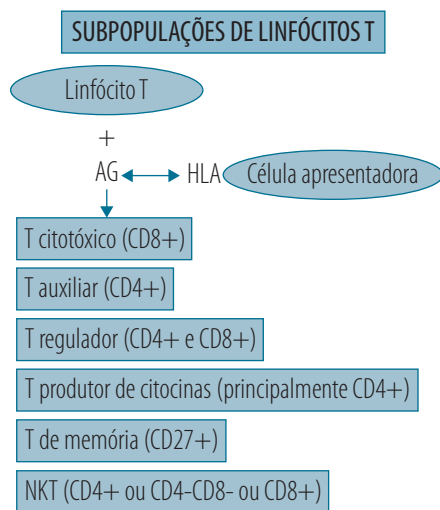 SUBPOPULAÇÕES DE LINFÓCITOS T
Linfócito T
+
AG HLA Célula apresentadora
T citotóxico (CD8+)
T auxiliar (CD4+)
T regulador (CD4+ e CD8+)
T produtor de citocinas (principalmente CD4+)
T de memória (CD27+)
NKT (CD4+ ou CD4-CD8- ou CD8+)